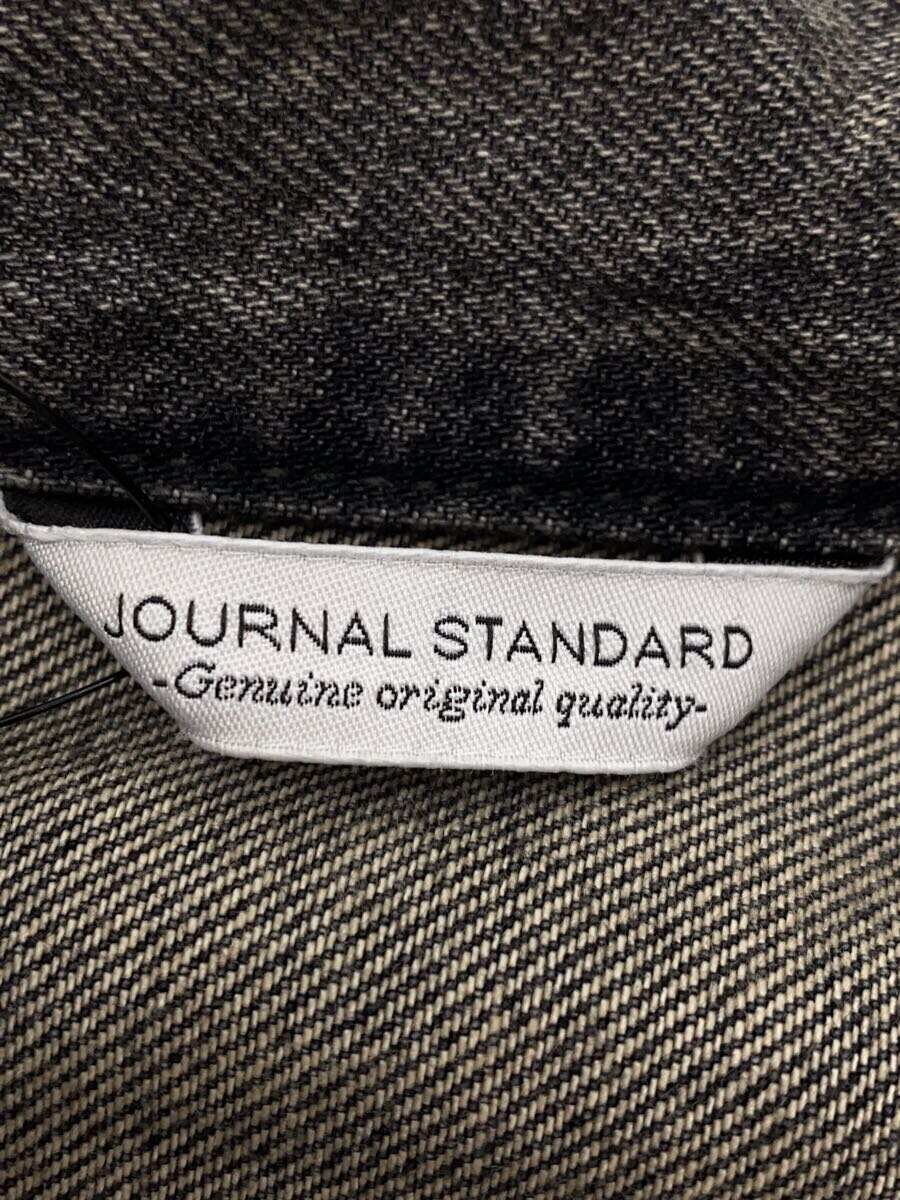 JOURNAL STANDARD
-Genuine original quality-